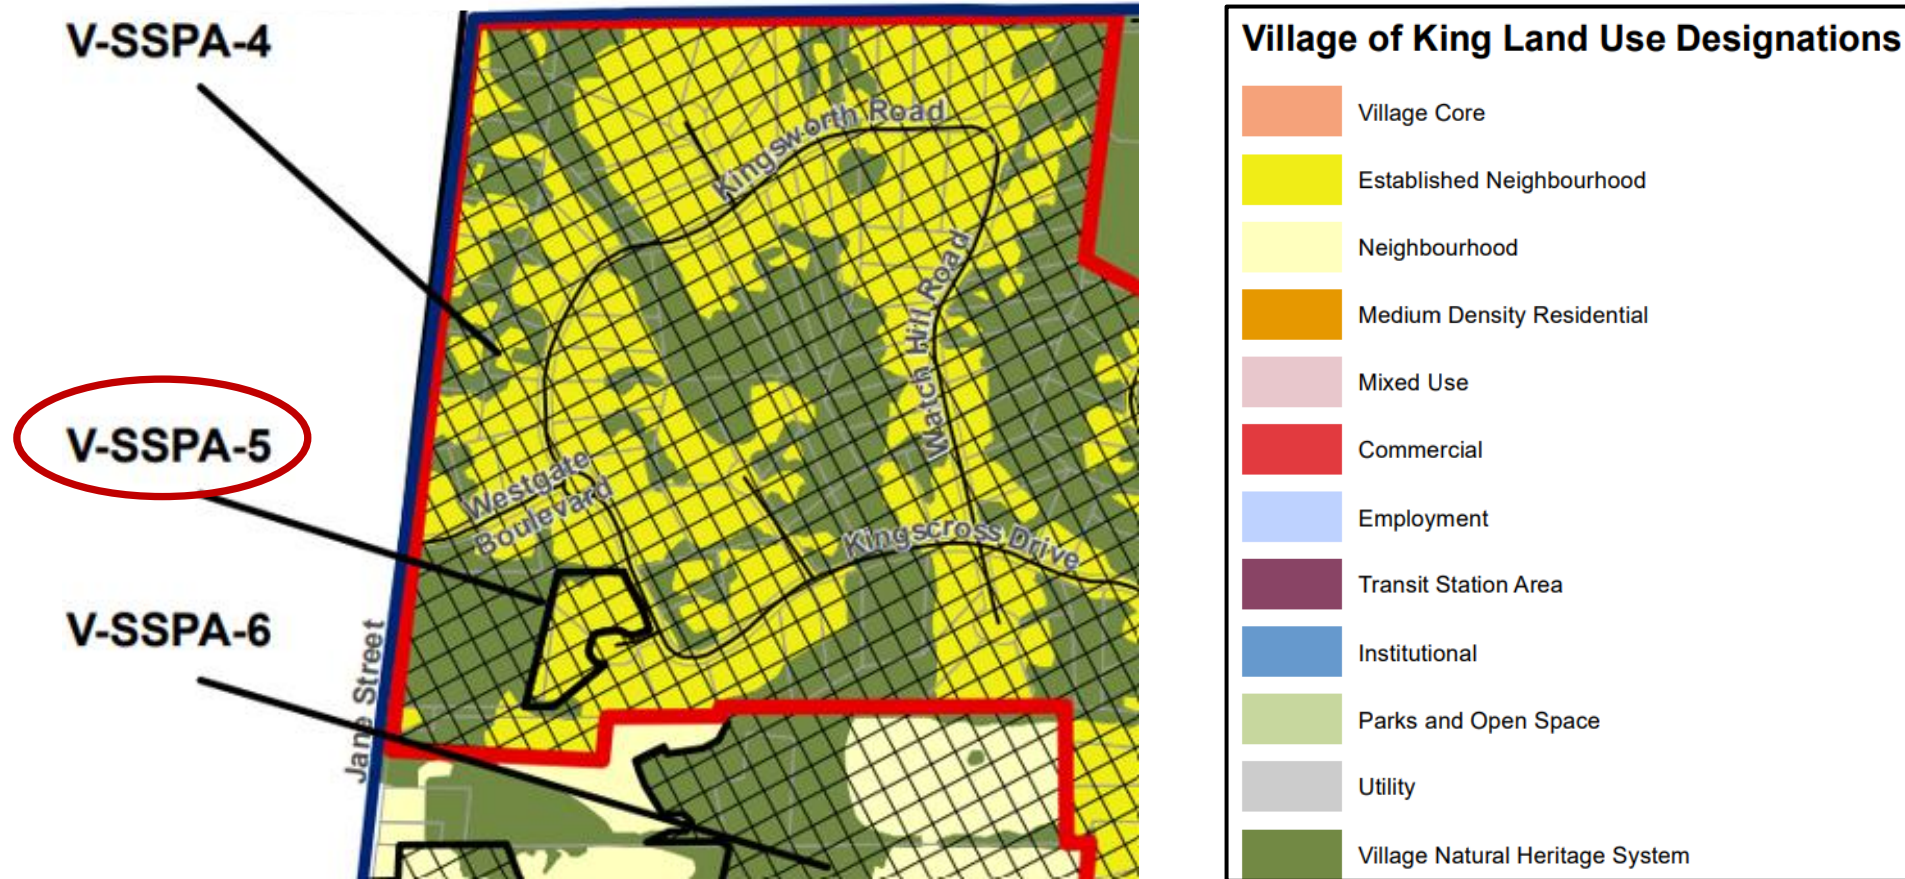 V-SSPA-4
V-SSPA-5
V-SSPA-6
Kingsworth Road
Watch Hill Road
Westgate
Boulevard
Kingscross Drive
Jane Street
Village of King Land Use Designations
Village Core
Established Neighbourhood
Neighbourhood
Medium Density Residential
Mixed Use
Commercial
Employment
Transit Station Area
Institutional
Parks and Open Space
Utility
Village Natural Heritage System